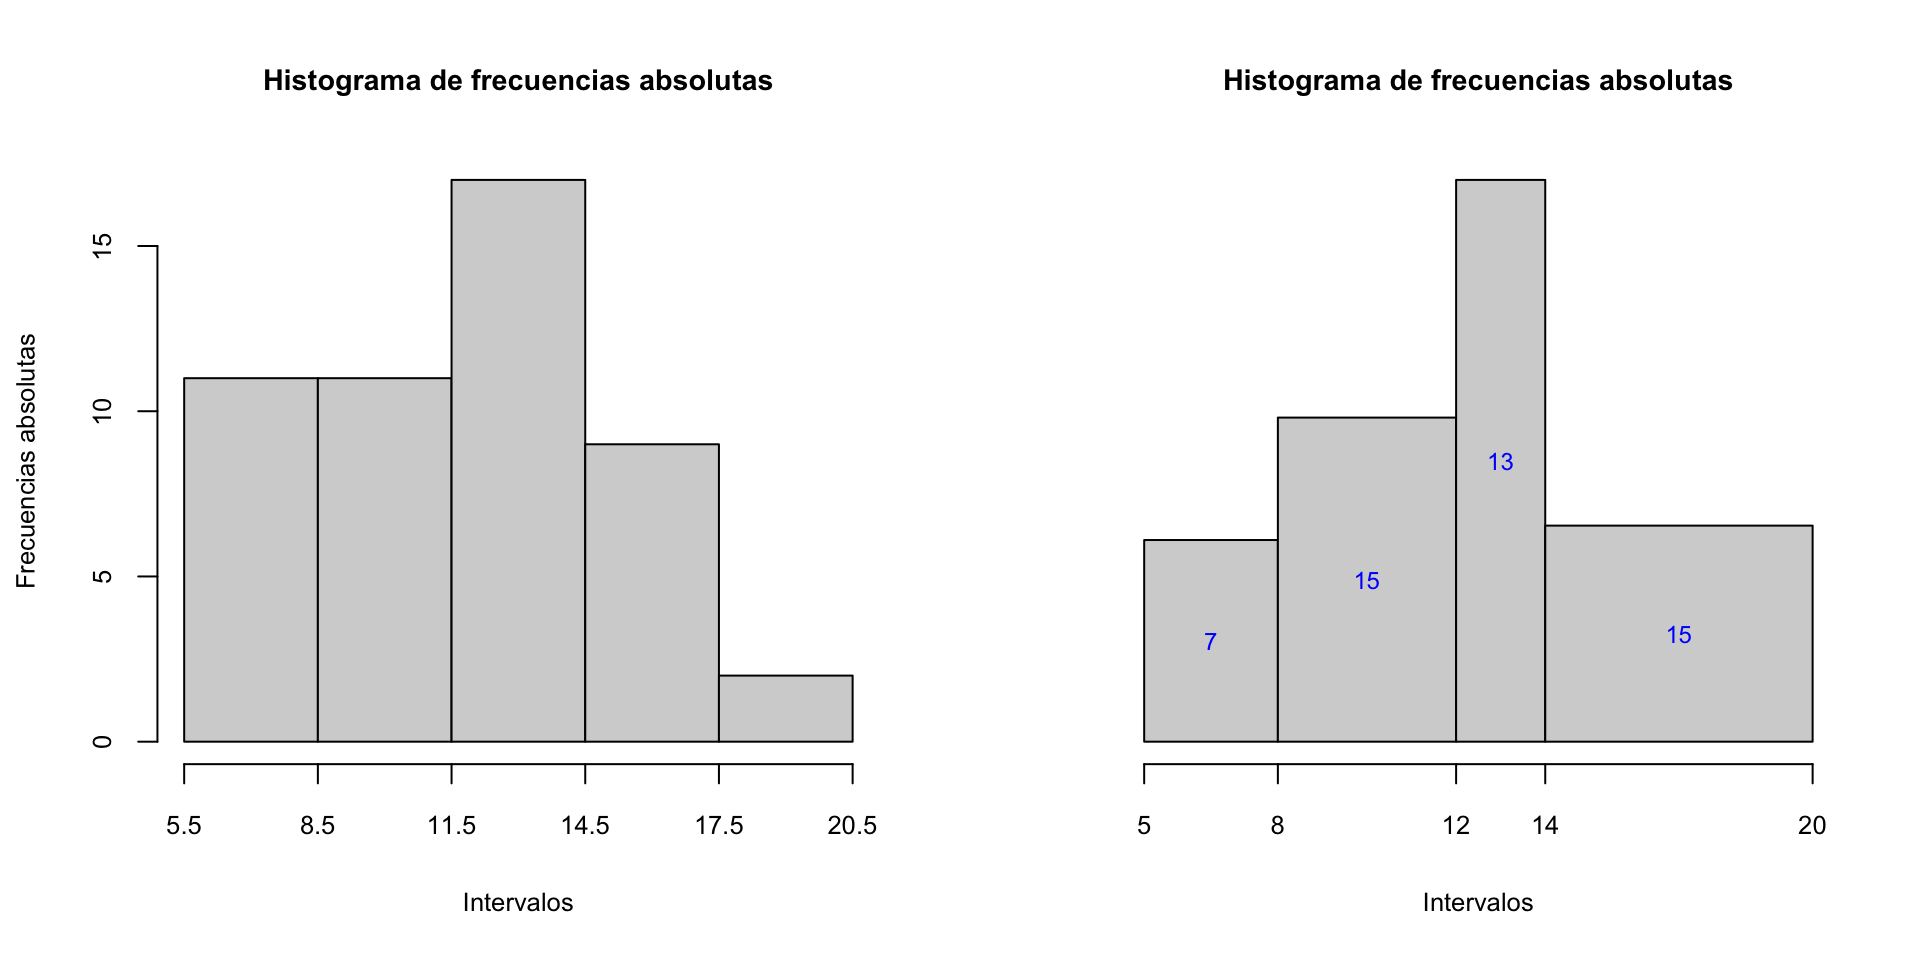 Histograma de frecuencias absolutas
Frecuencias absolutas
15
10
5
0
5.5 8.5 11.5 14.5 17.5 20.5
Intervalos
Histograma de frecuencias absolutas
7
15
13
15
5 8 12 14 20
Intervalos